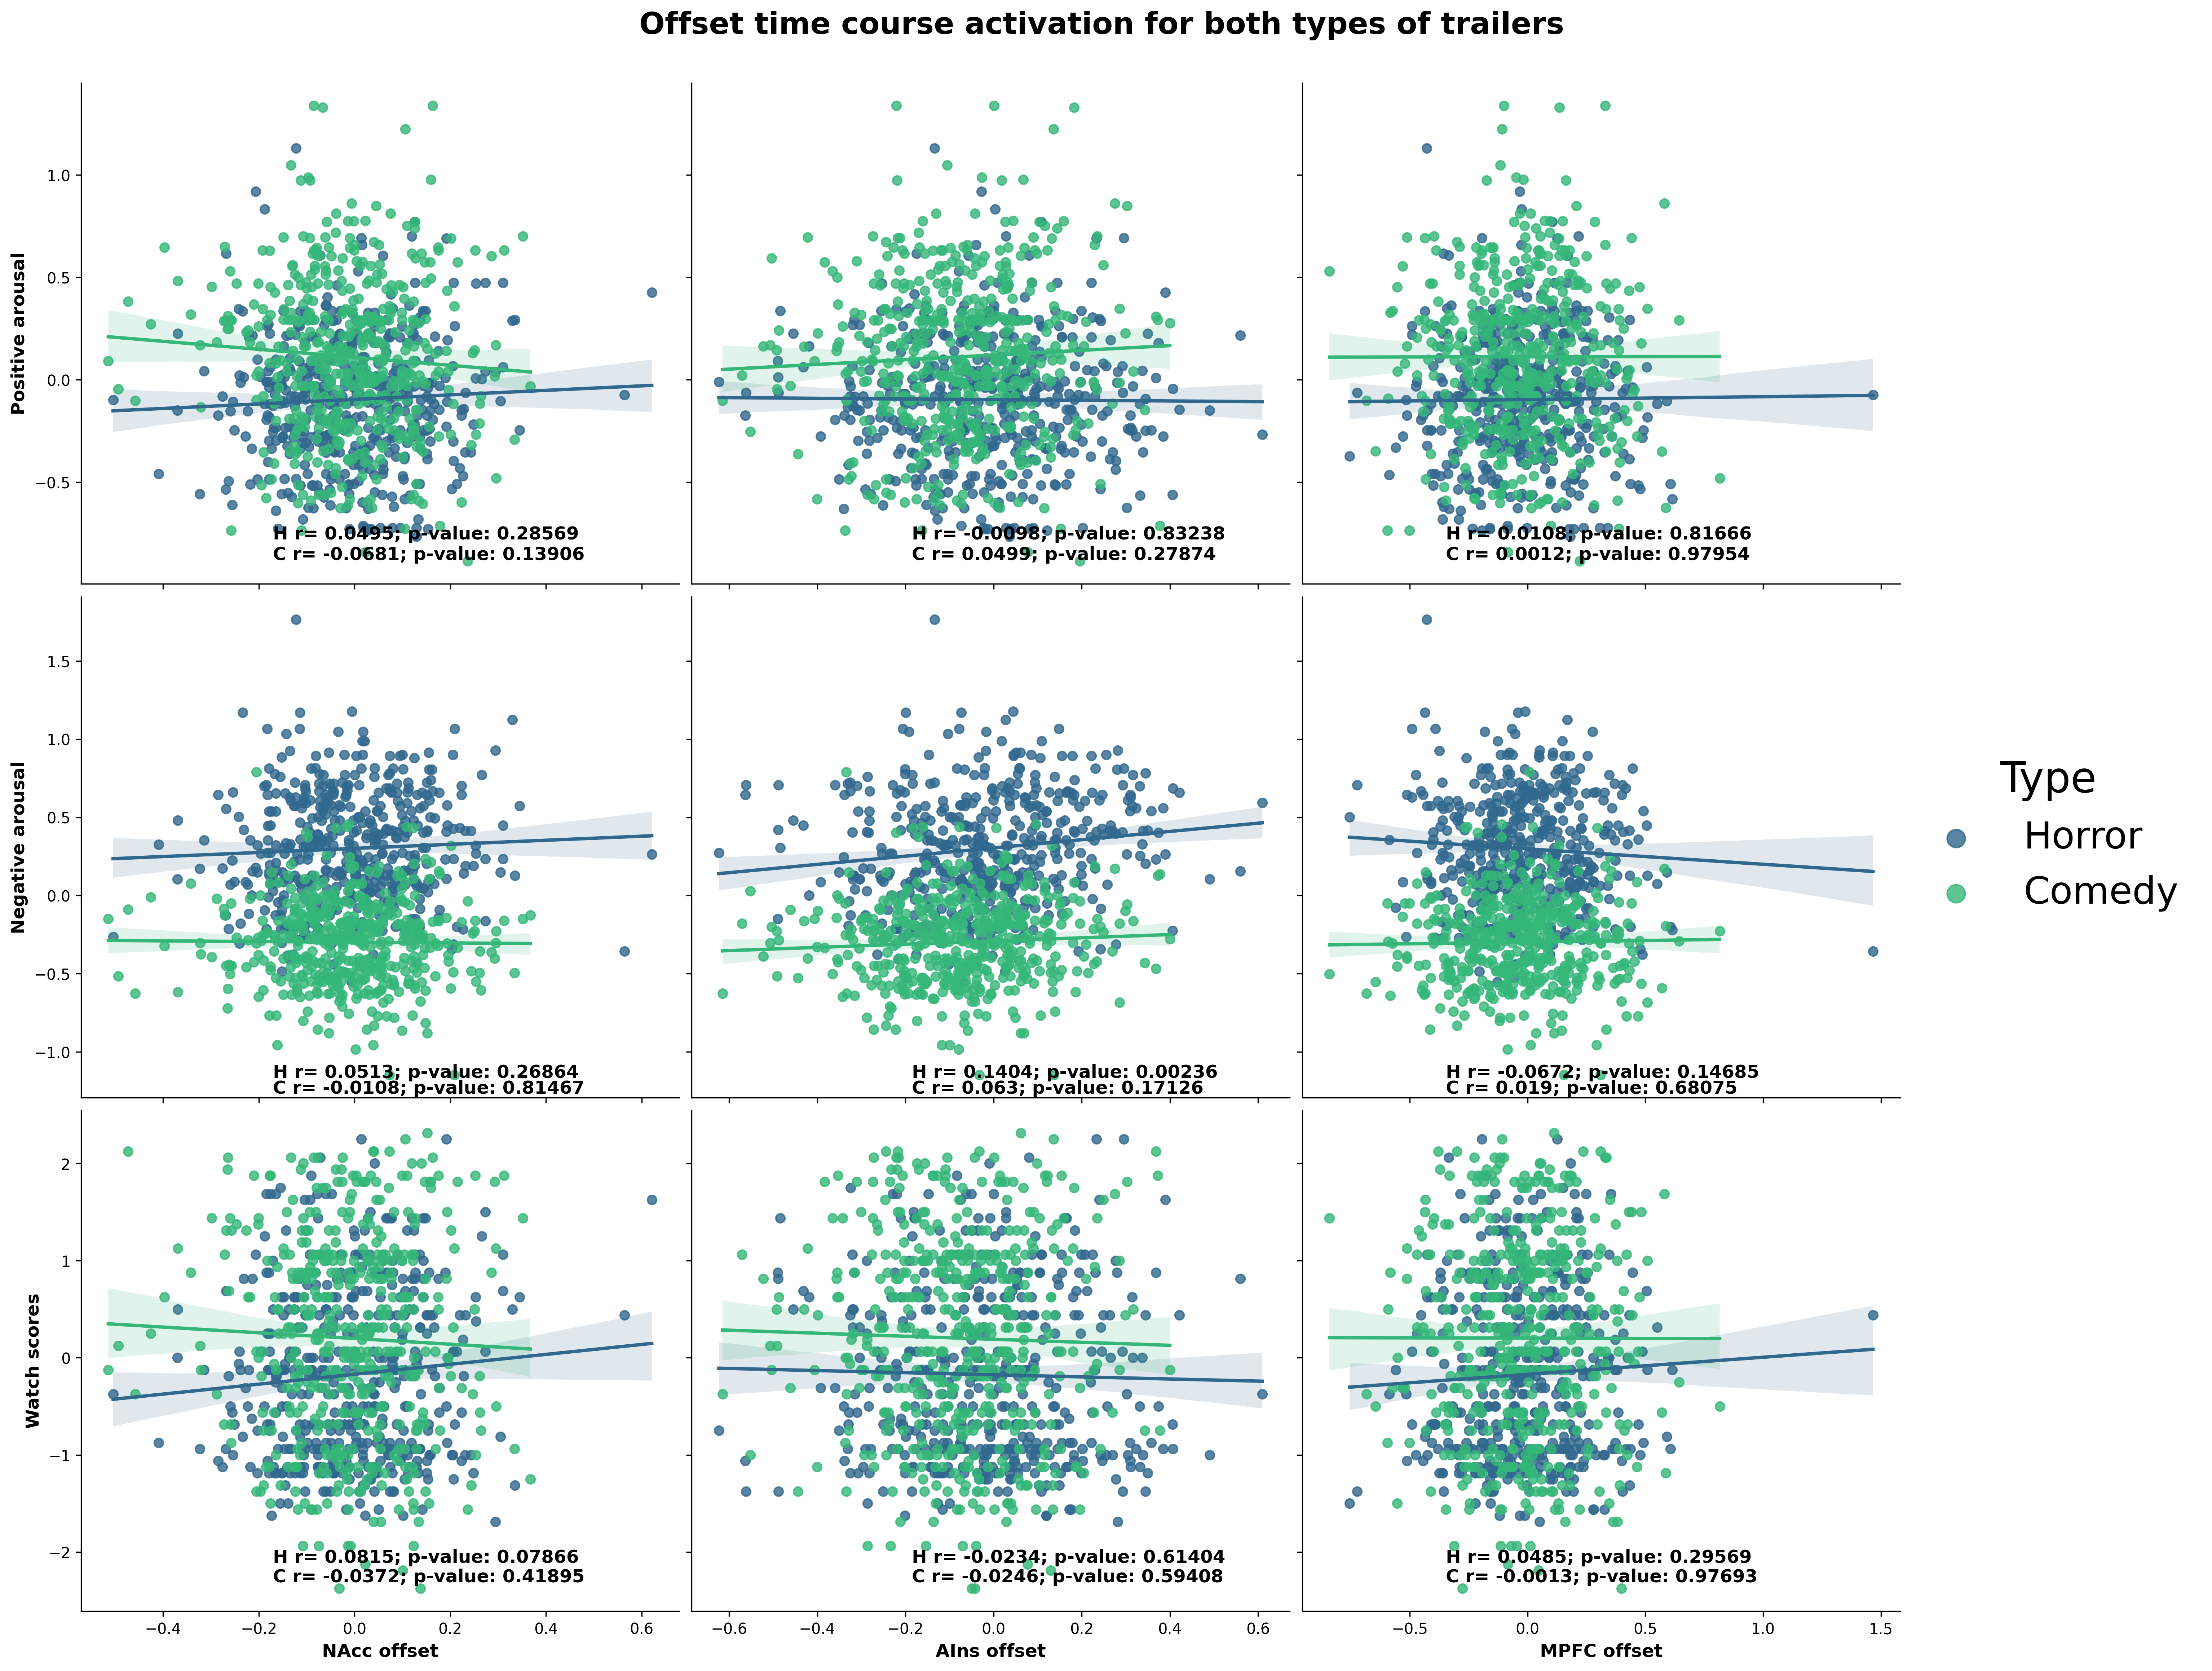 Offset time course activation for both types of trailers
Positive arousal
1.0
0.5
0.0
−0.5
H r= 0.0495; p-value: 0.28569
C r= -0.0681; p-value: 0.13906
H r= -0.0098; p-value: 0.83238
C r= 0.0499; p-value: 0.27874
H r= 0.0108; p-value: 0.81666
C r= 0.0012; p-value: 0.97954
Negative arousal
1.5
1.0
0.5
0.0
−0.5
−1.0
H r= 0.0513; p-value: 0.26864
C r= -0.0108; p-value: 0.81467
H r= 0.1404; p-value: 0.00236
C r= 0.063; p-value: 0.17126
H r= -0.0672; p-value: 0.14685
C r= 0.019; p-value: 0.68075
Type
Horror
Comedy
Watch scores
2
1
0
−1
−2
H r= 0.0815; p-value: 0.07866
C r= -0.0372; p-value: 0.41895
H r= -0.0234; p-value: 0.61404
C r= -0.0246; p-value: 0.59408
H r= 0.0485; p-value: 0.29569
C r= -0.0013; p-value: 0.97693
−0.4 −0.2 0.0 0.2 0.4 0.6
−0.6 −0.4 −0.2 0.0 0.2 0.4 0.6
−0.5 0.0 0.5 1.0 1.5
NAcc offset
AIns offset
MPFC offset